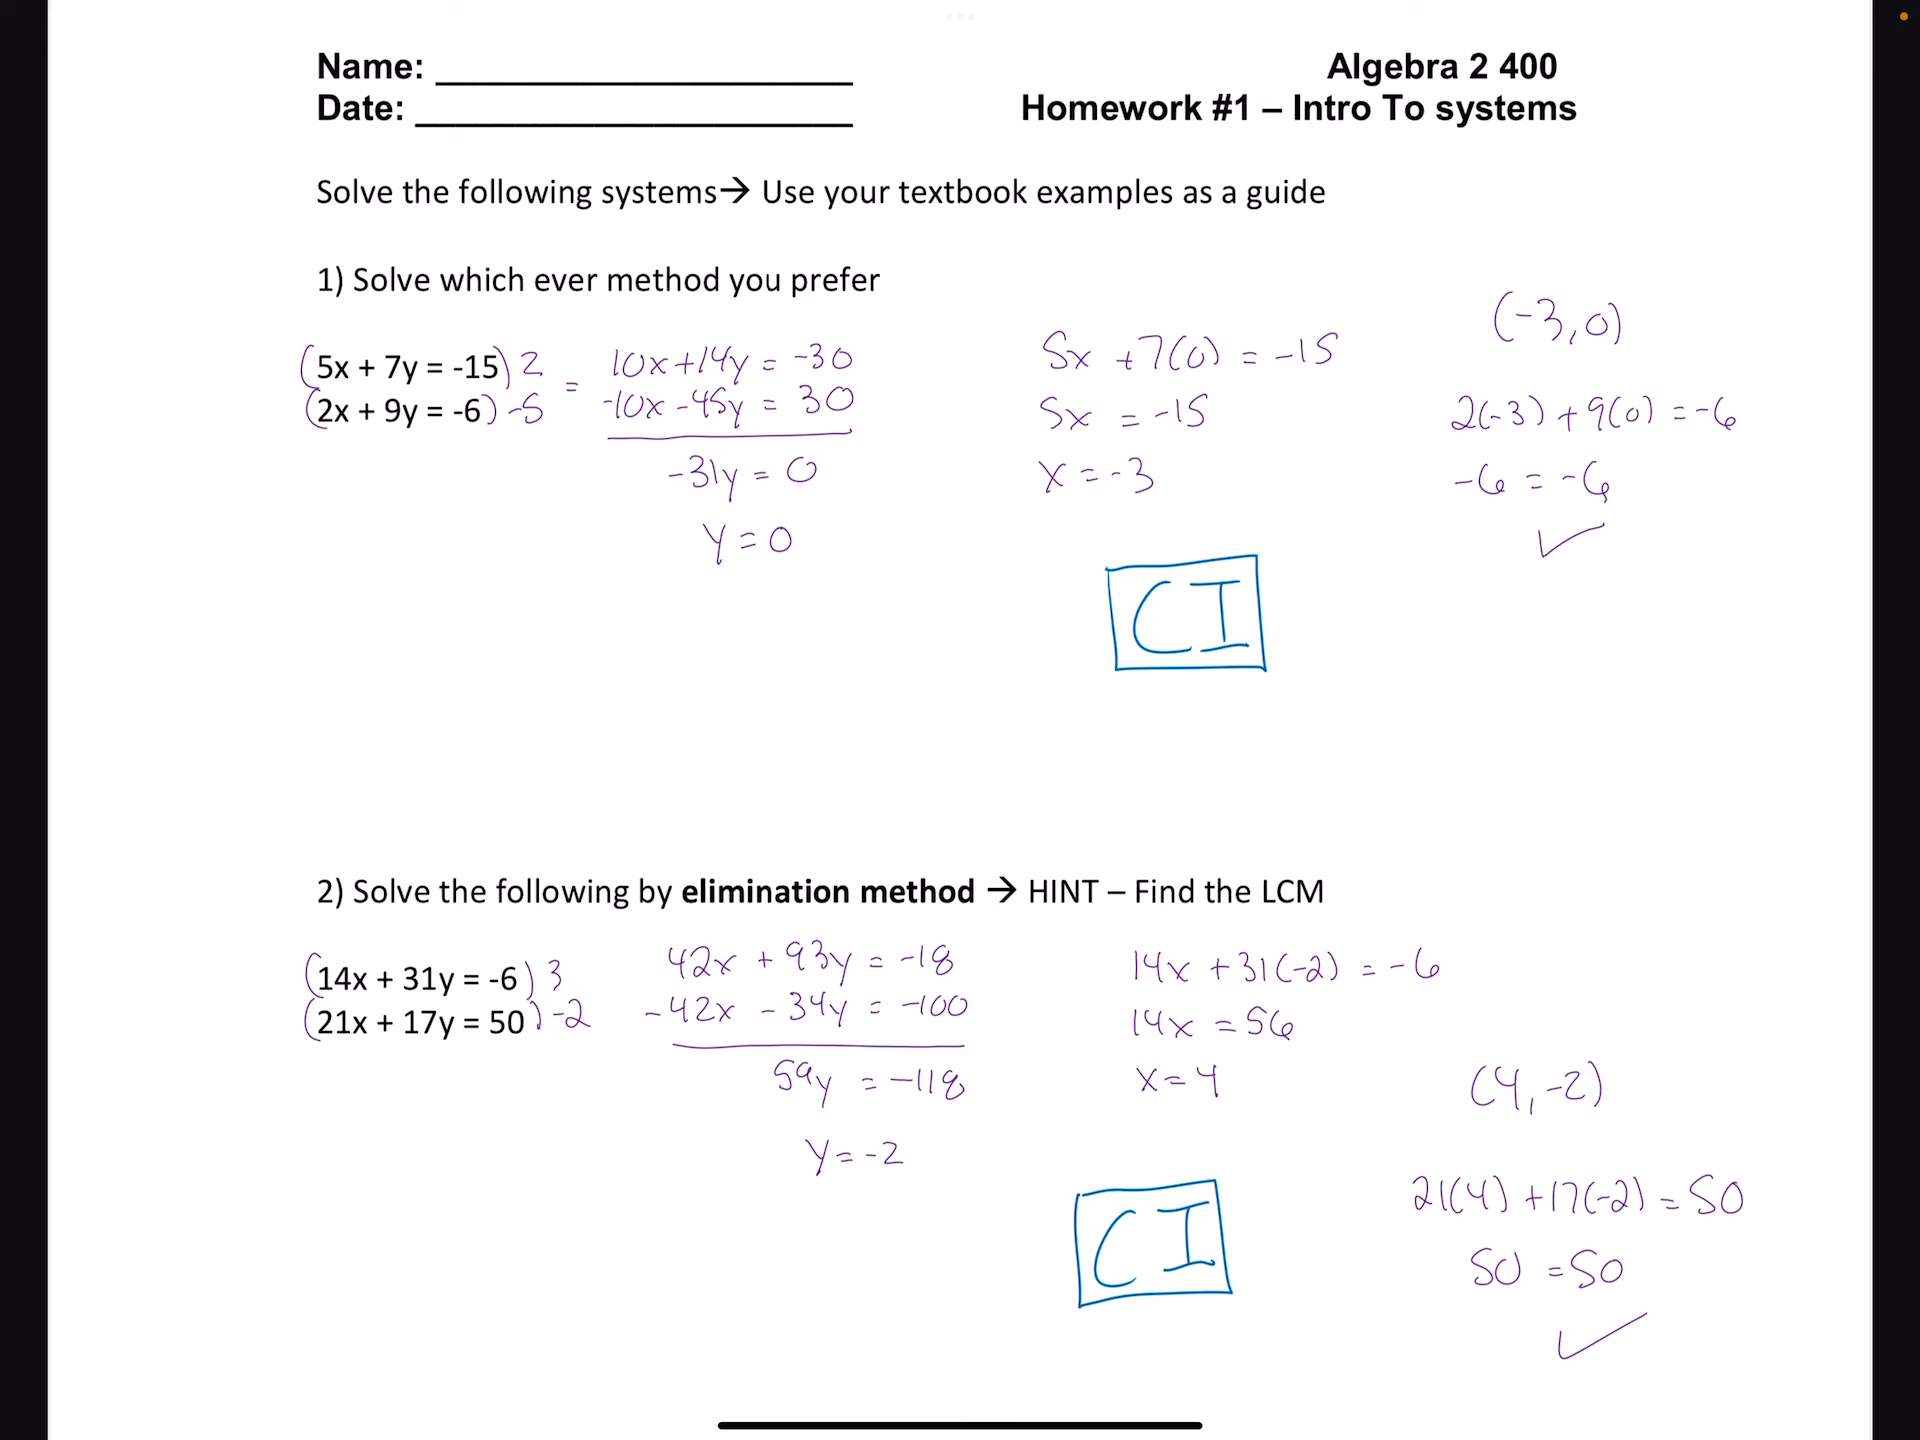 Name: ____________________
Date: _____________________
Algebra 2 400
Homework #1 – Intro To systems
Solve the following systems→ Use your textbook examples as a guide
1) Solve which ever method you prefer
(5x + 7y = -15) 2
(2x + 9y = -6) -5
=
10x + 14y = -30
-10x - 45y = 30
-31y = 0
y = 0
5x + 7(0) = -15
5x = -15
x = -3
(-3, 0)
2(-3) + 9(0) = -6
-6 = -6
✓
CI
2) Solve the following by elimination method → HINT – Find the LCM
(14x + 31y = -6) 3
(21x + 17y = 50) -2
42x + 93y = -18
-42x - 34y = -100
59y = -118
y = -2
14x + 31(-2) = -6
14x = 56
x = 4
(4, -2)
21(4) + 17(-2) = 50
50 = 50
✓
CI